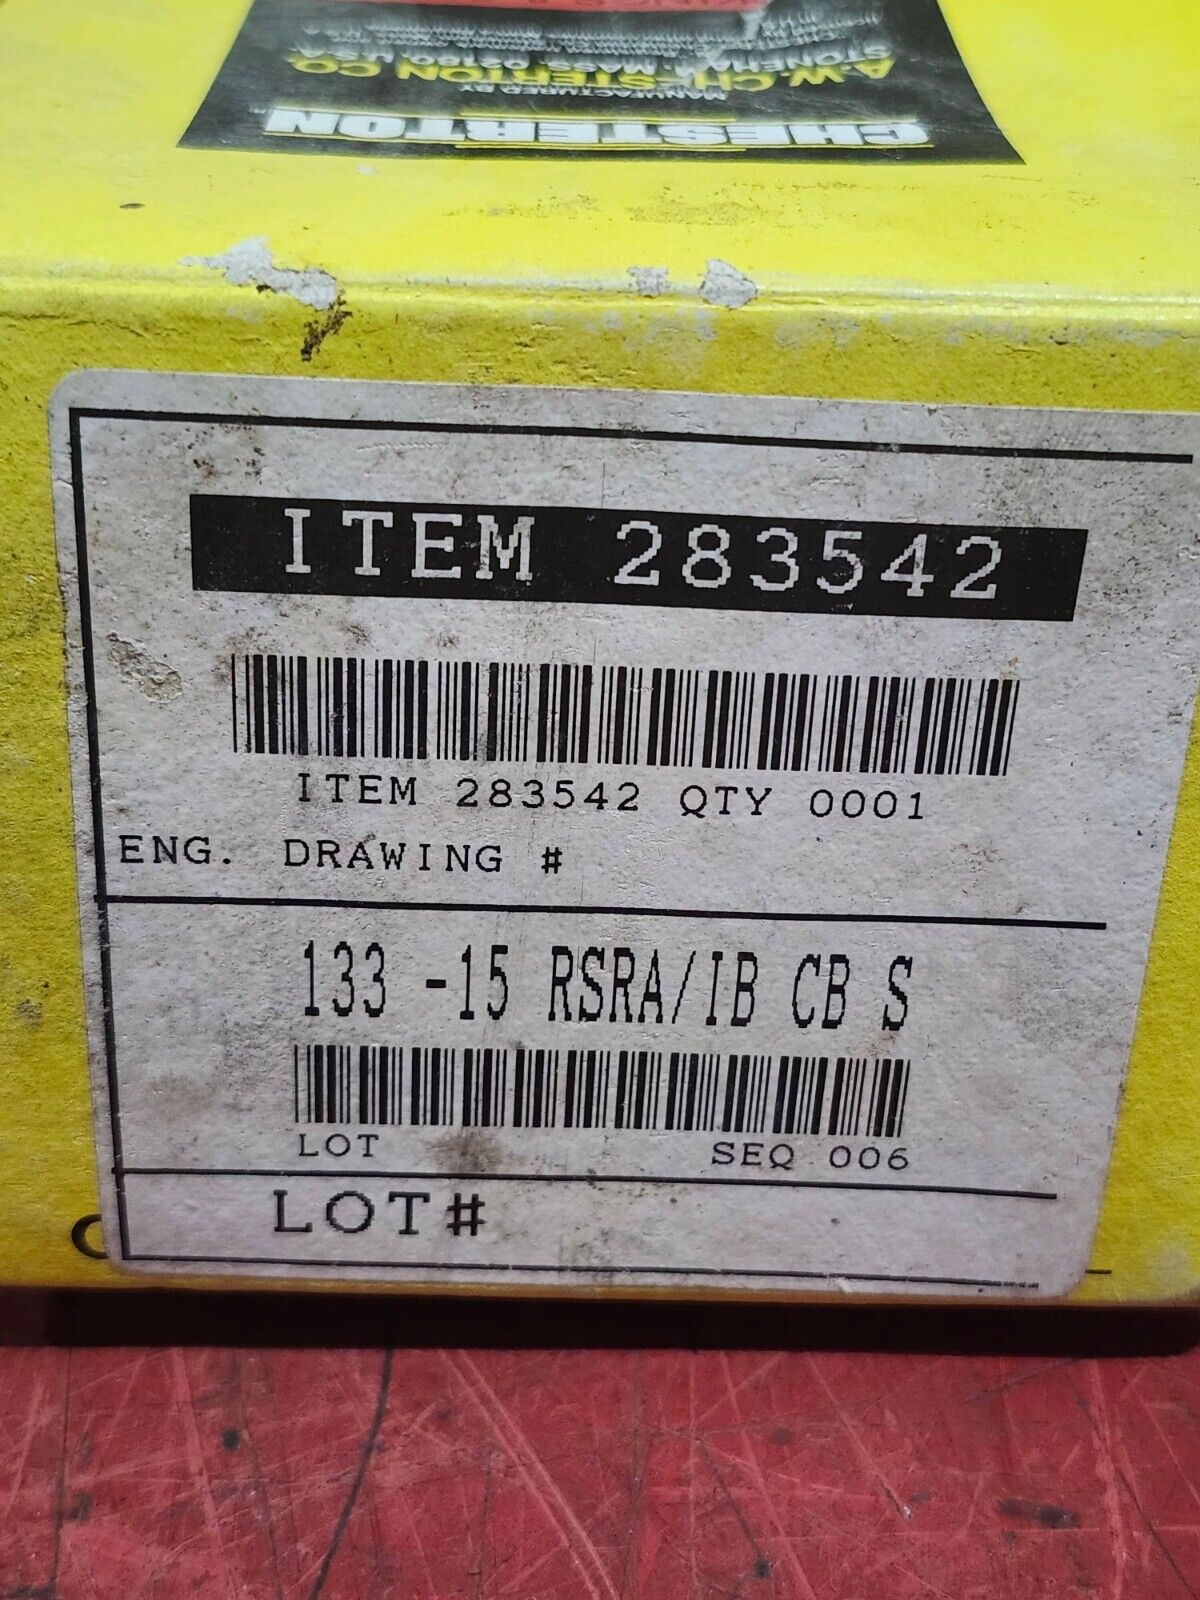 CHESTERTON
MANUFACTURED BY
A.W. CHESTERTON CO.
STONEHAM, MASS. 02180 USA
ITEM 283542
ITEM 283542 QTY 0001
ENG. DRAWING #
133 -15 RSRA/IB CB S
LOT SEQ 006
LOT#